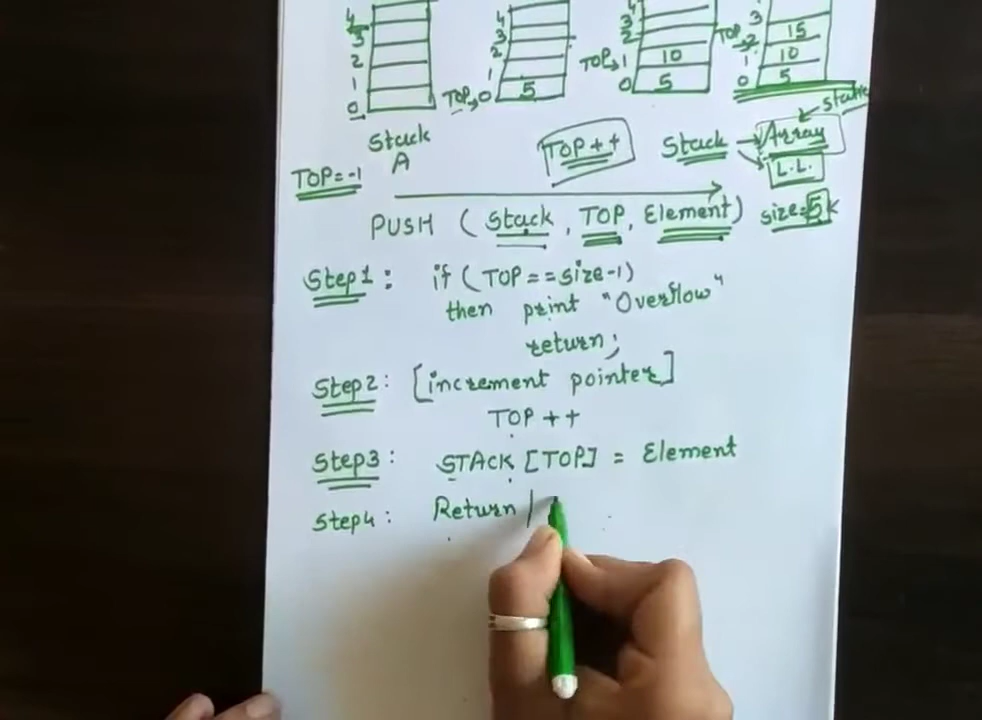 4 4 4 3
3 3 3 TOP→2 15
2 2 2 1 10
1 1 TOP→1 10 0 5
0 TOP→0 5 0 5
Stack
A
TOP++ Stack → Array ← static
L.L.
TOP=-1
PUSH ( Stack , TOP, Element) size=5
Step1: if (TOP==size-1)
then print "Overflow"
return;
Step2: [increment pointer]
TOP ++
Step3: STACK [TOP] = Element
Step4: Return /